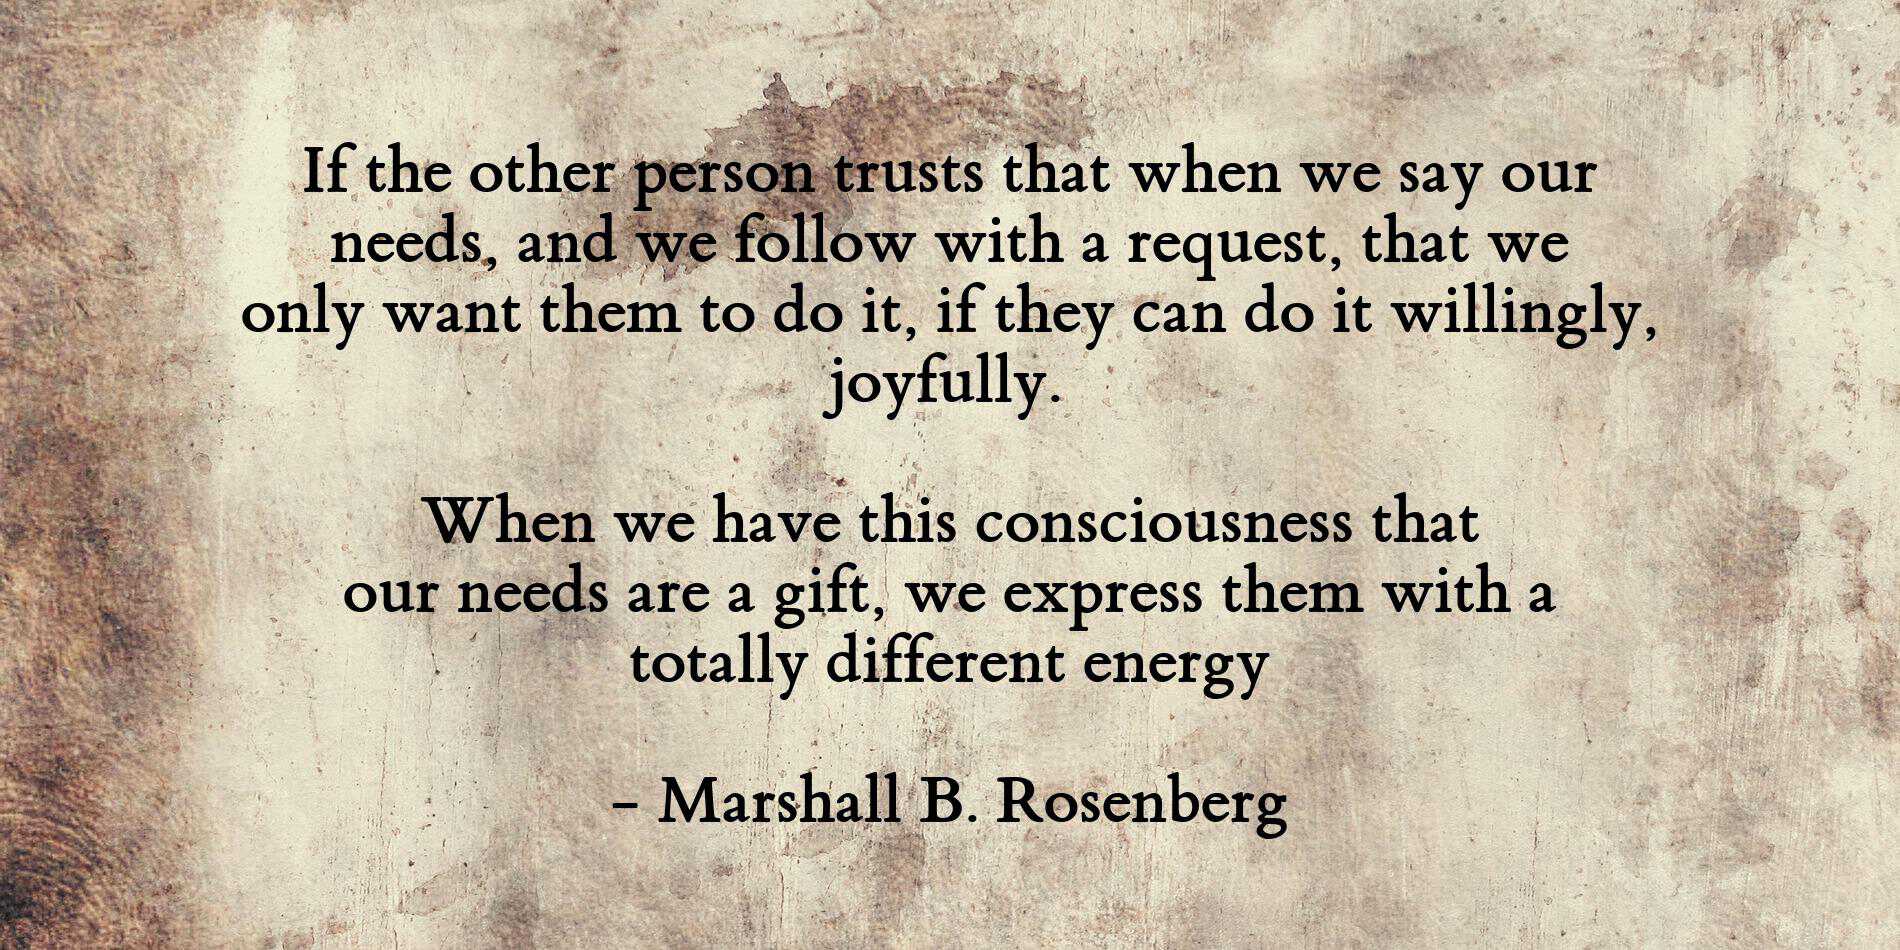 If the other person trusts that when we say our
needs, and we follow with a request, that we
only want them to do it, if they can do it willingly,
joyfully.
When we have this consciousness that
our needs are a gift, we express them with a
totally different energy
- Marshall B. Rosenberg